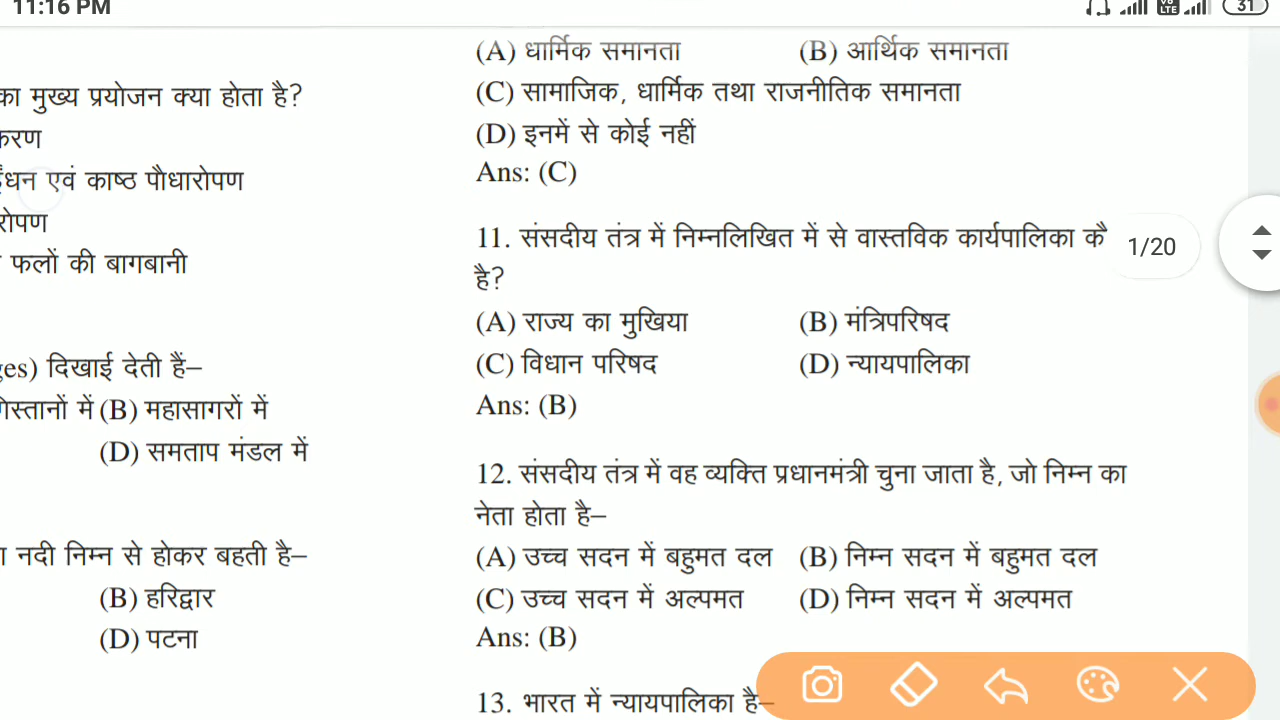 11:16 PM
VO LTE
31
का मुख्य प्रयोजन क्या होता है?
करण
ईंधन एवं काष्ठ पौधारोपण
रोपण
फलों की बागबानी
ges) दिखाई देती हैं–
गिस्तानों में (B) महासागरों में
(D) समताप मंडल में
नदी निम्न से होकर बहती है–
(B) हरिद्वार
(D) पटना
(A) धार्मिक समानता (B) आर्थिक समानता
(C) सामाजिक, धार्मिक तथा राजनीतिक समानता
(D) इनमें से कोई नहीं
Ans: (C)
11. संसदीय तंत्र में निम्नलिखित में से वास्तविक कार्यपालिका कौ
है?
(A) राज्य का मुखिया (B) मंत्रिपरिषद
(C) विधान परिषद (D) न्यायपालिका
Ans: (B)
12. संसदीय तंत्र में वह व्यक्ति प्रधानमंत्री चुना जाता है, जो निम्न का
नेता होता है–
(A) उच्च सदन में बहुमत दल (B) निम्न सदन में बहुमत दल
(C) उच्च सदन में अल्पमत (D) निम्न सदन में अल्पमत
Ans: (B)
13. भारत में न्यायपालिका है–
1/20